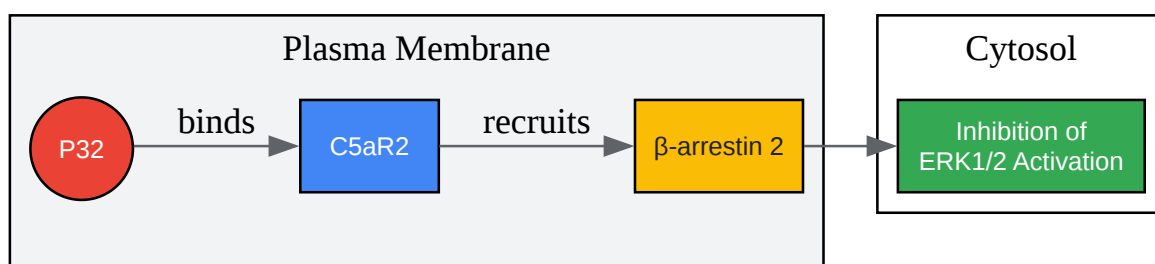 Plasma Membrane
Cytosol
P32
binds
C5aR2
recruits
β-arrestin 2
Inhibition of
ERK1/2 Activation